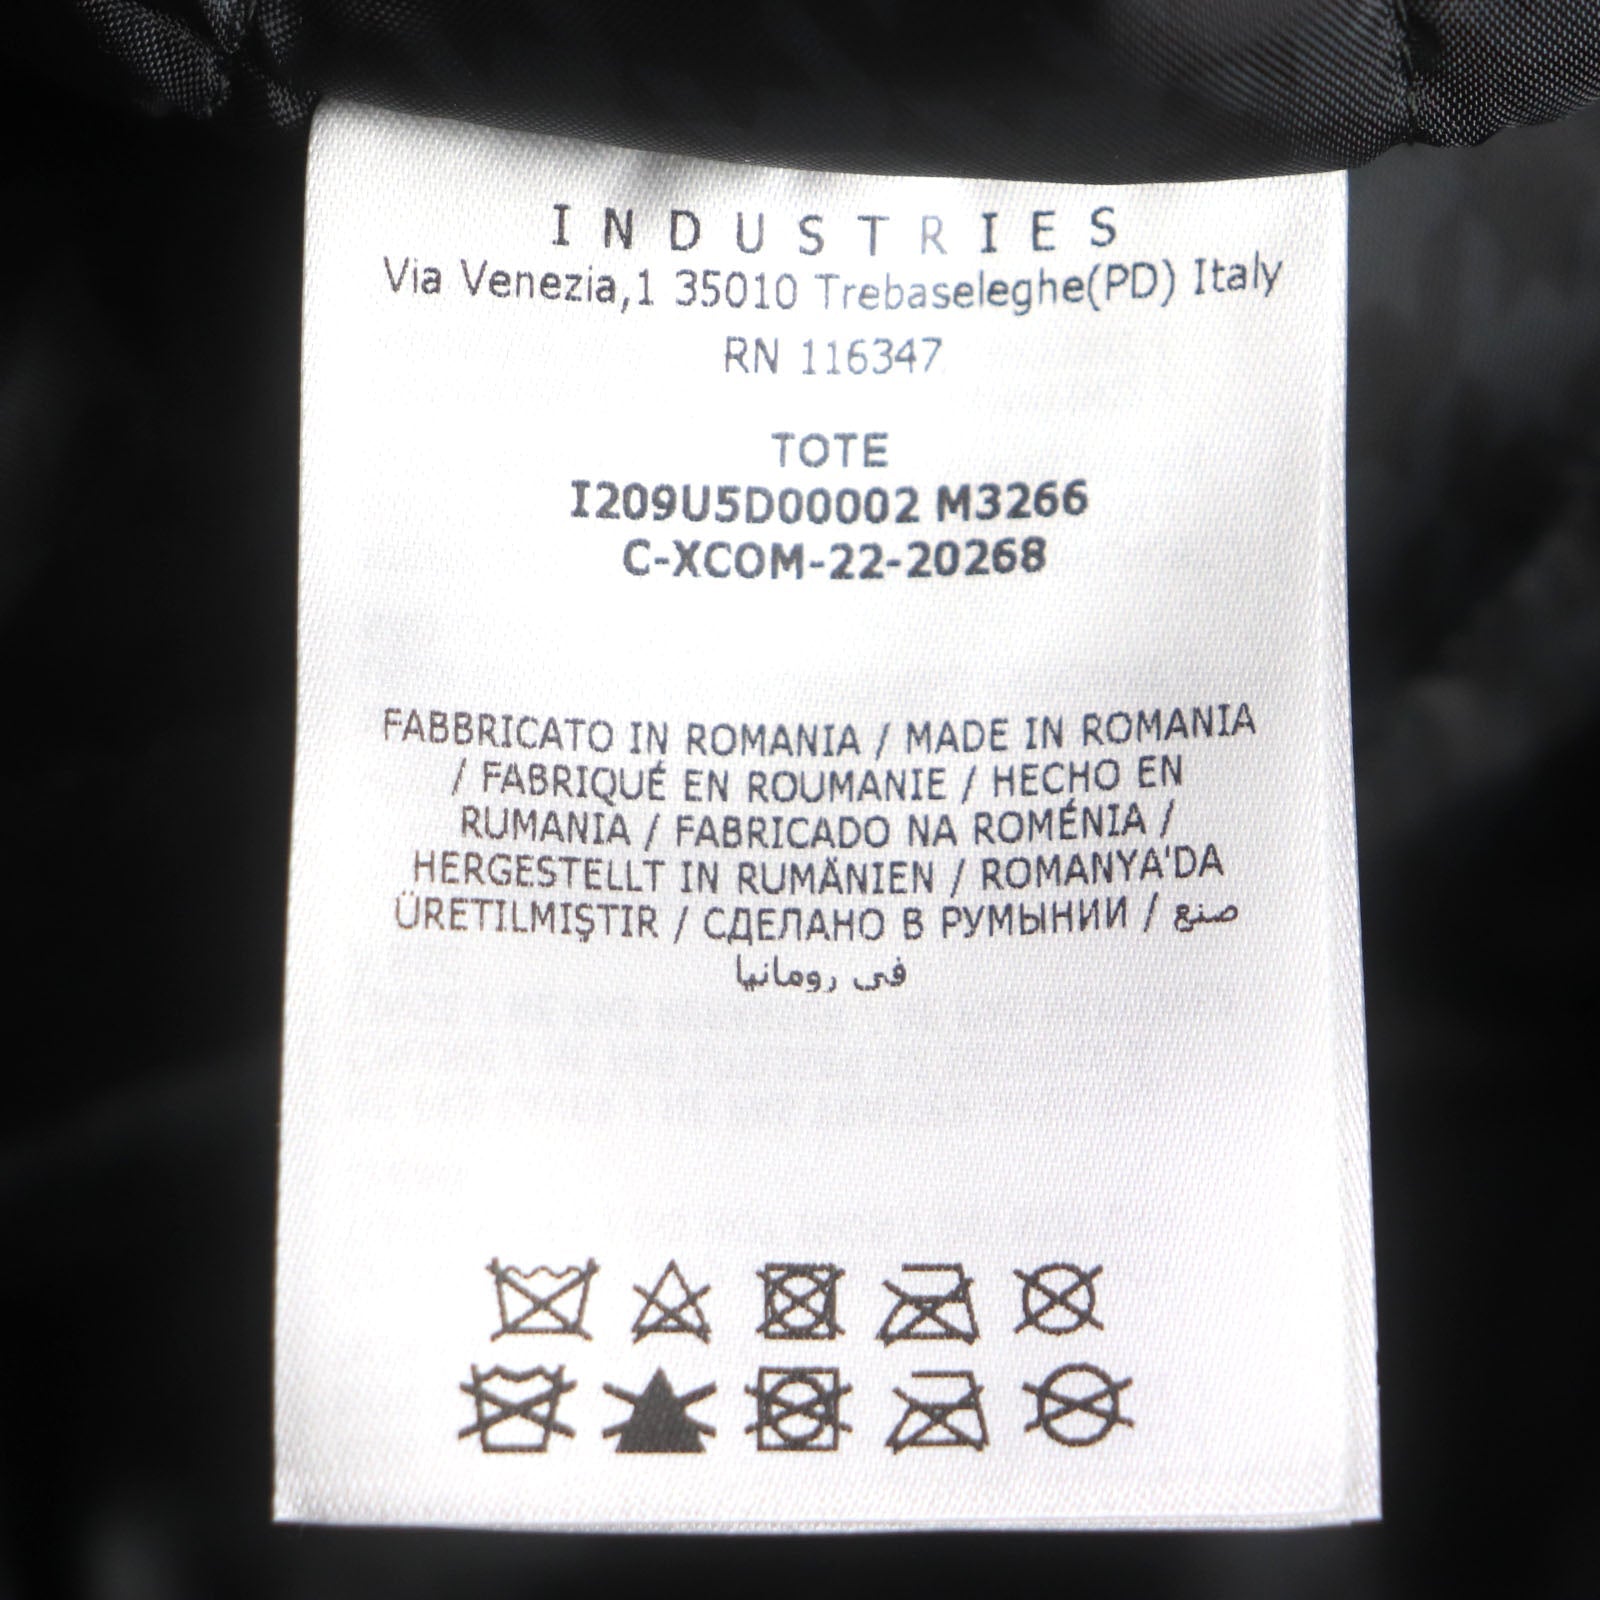 INDUSTRIES
Via Venezia,1 35010 Trebaseleghe(PD) Italy
RN 116347
TOTE
I209U5D00002 M3266
C-XCOM-22-20268
FABBRICATO IN ROMANIA / MADE IN ROMANIA
/ FABRIQUÉ EN ROUMANIE / HECHO EN
RUMANIA / FABRICADO NA ROMÉNIA /
HERGESTELLT IN RUMÄNIEN / ROMANYA'DA
ÜRETILMIŞTIR / СДЕЛАНО В РУМЫНИИ / صنع
في رومانيا